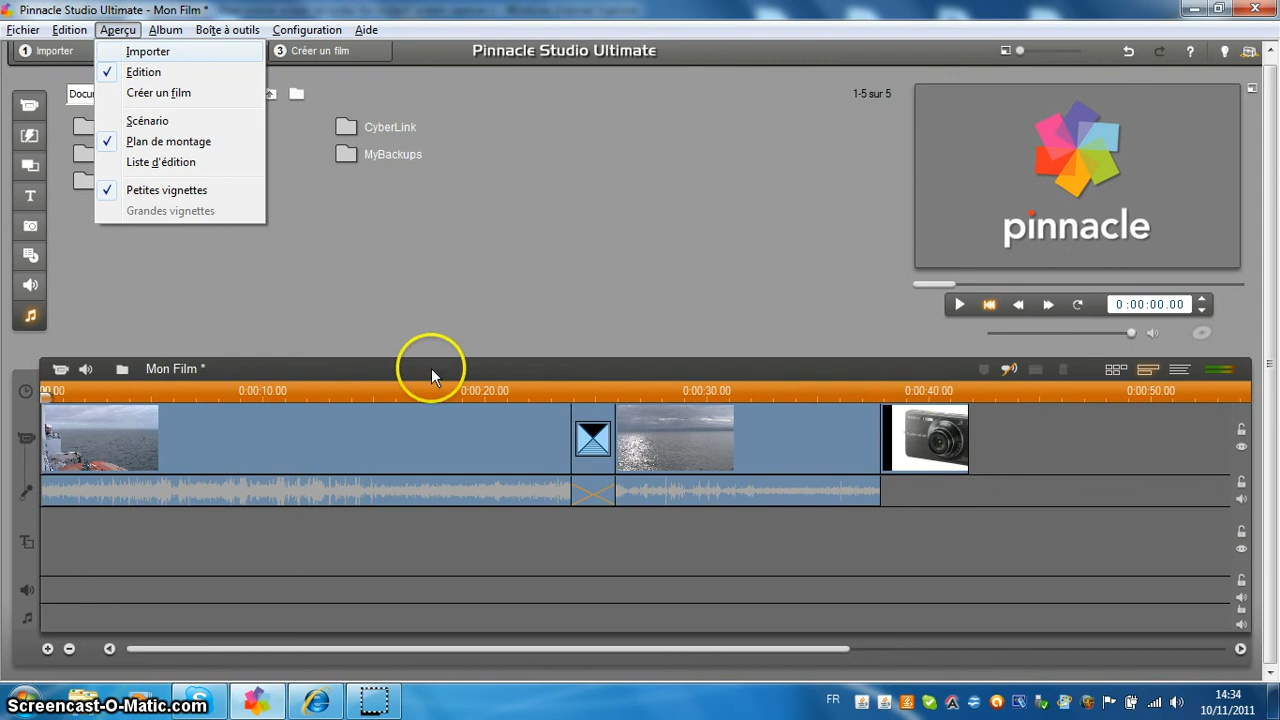 Pinnacle Studio Ultimate - Mon Film *
Fichier Edition Aperçu Album Boîte à outils Configuration Aide
1 Importer 3 Créer un film Pinnacle Studio Ultimate
Importer
Edition
Créer un film
Scénario
Plan de montage
Liste d'édition
Petites vignettes
Grandes vignettes
1-5 sur 5
CyberLink
MyBackups
pinnacle
0:00:00.00
Mon Film *
0:00:10.00 0:00:20.00 0:00:30.00 0:00:40.00 0:00:50.00
FR
14:34
10/11/2011
Screencast-O-Matic.com